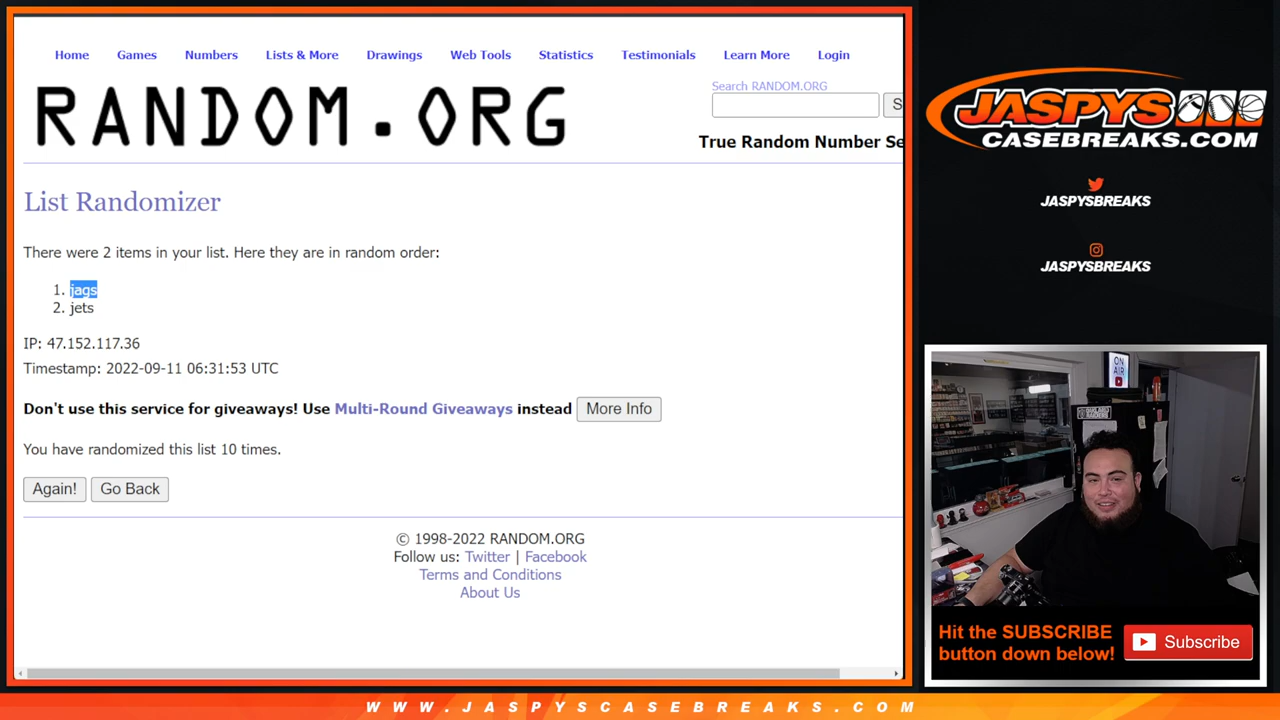 Home Games Numbers Lists & More Drawings Web Tools Statistics Testimonials Learn More Login
Search RANDOM.ORG
RANDOM.ORG
S
True Random Number Se
List Randomizer
There were 2 items in your list. Here they are in random order:
1. jags
2. jets
IP: 47.152.117.36
Timestamp: 2022-09-11 06:31:53 UTC
Don't use this service for giveaways! Use Multi-Round Giveaways instead More Info
You have randomized this list 10 times.
Again! Go Back
© 1998-2022 RANDOM.ORG
Follow us: Twitter | Facebook
Terms and Conditions
About Us
JASPYS
CASEBREAKS.COM
JASPYSBREAKS
JASPYSBREAKS
ON
AIR
Hit the SUBSCRIBE
button down below!
Subscribe
WWW.JASPYSCASEBREAKS.COM